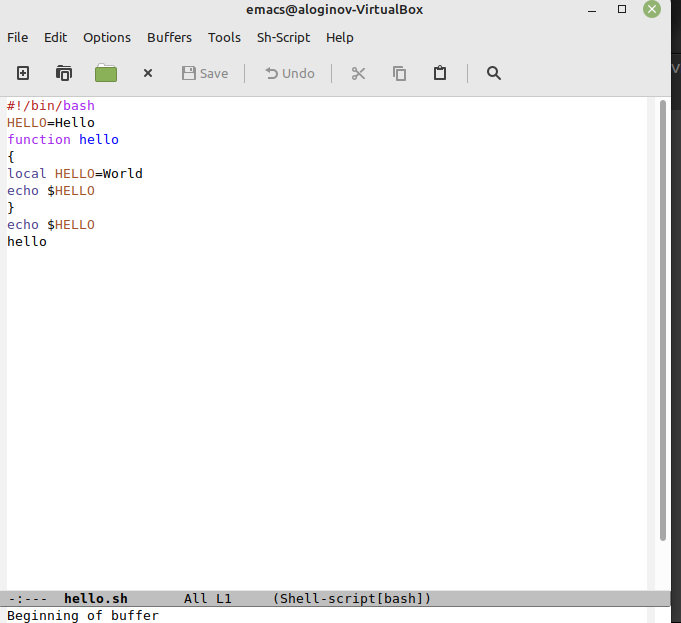 emacs@aloginov-VirtualBox
File Edit Options Buffers Tools Sh-Script Help
Save Undo
#!/bin/bash
HELLO=Hello
function hello
{
local HELLO=World
echo $HELLO
}
echo $HELLO
hello
-:--- hello.sh All L1 (Shell-script[bash])
Beginning of buffer